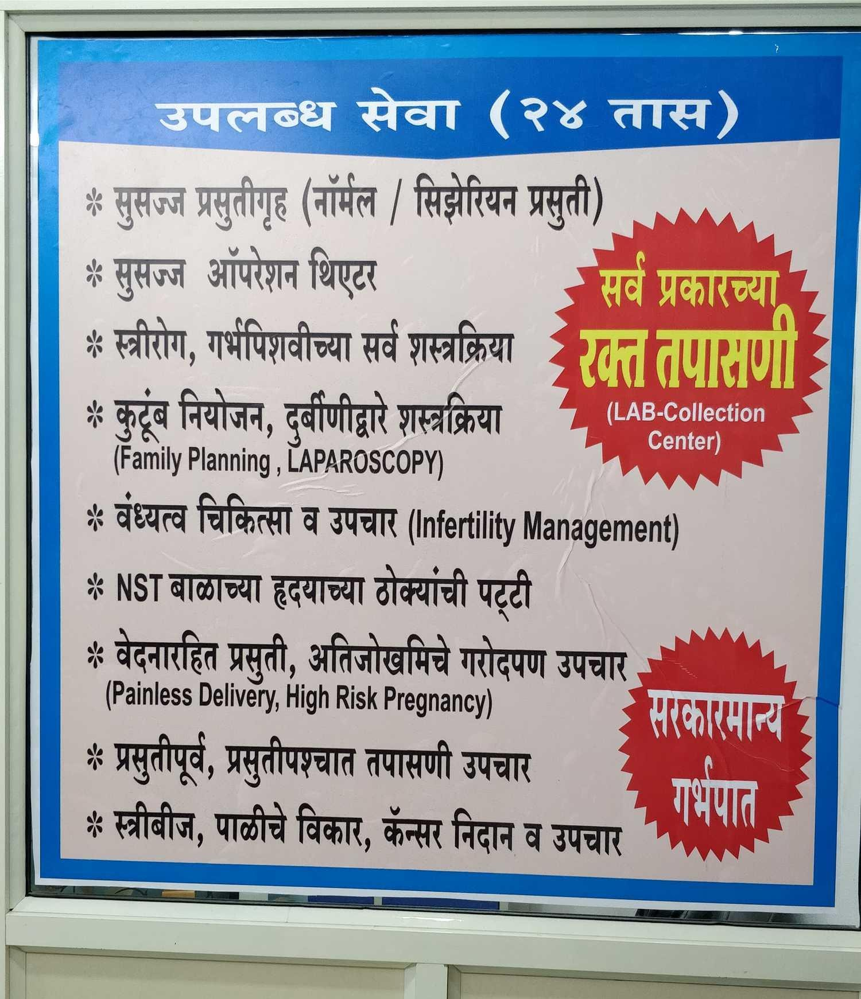 उपलब्ध सेवा (२४ तास)
* सुसज्ज प्रसुतीगृह (नॉर्मल / सिझेरियन प्रसुती)
* सुसज्ज ऑपरेशन थिएटर
* स्त्रीरोग, गर्भपिशवीच्या सर्व शस्त्रक्रिया
* कुटूंब नियोजन, दुर्बीणीद्वारे शस्त्रक्रिया
(Family Planning , LAPAROSCOPY)
* वंध्यत्व चिकित्सा व उपचार (Infertility Management)
* NST बाळाच्या हृदयाच्या ठोक्यांची पट्टी
* वेदनारहित प्रसुती, अतिजोखमिचे गरोदपण उपचार
(Painless Delivery, High Risk Pregnancy)
* प्रसुतीपूर्व, प्रसुतीपश्चात तपासणी उपचार
* स्त्रीबीज, पाळीचे विकार, कॅन्सर निदान व उपचार
सर्व प्रकारच्या
रक्त तपासणी
(LAB-Collection
Center)
सरकारमान्य
गर्भपात